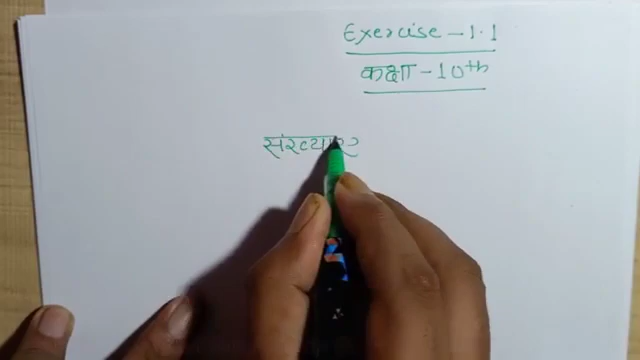 Exercise - 1.1
कक्षा - 10th
संख्याए